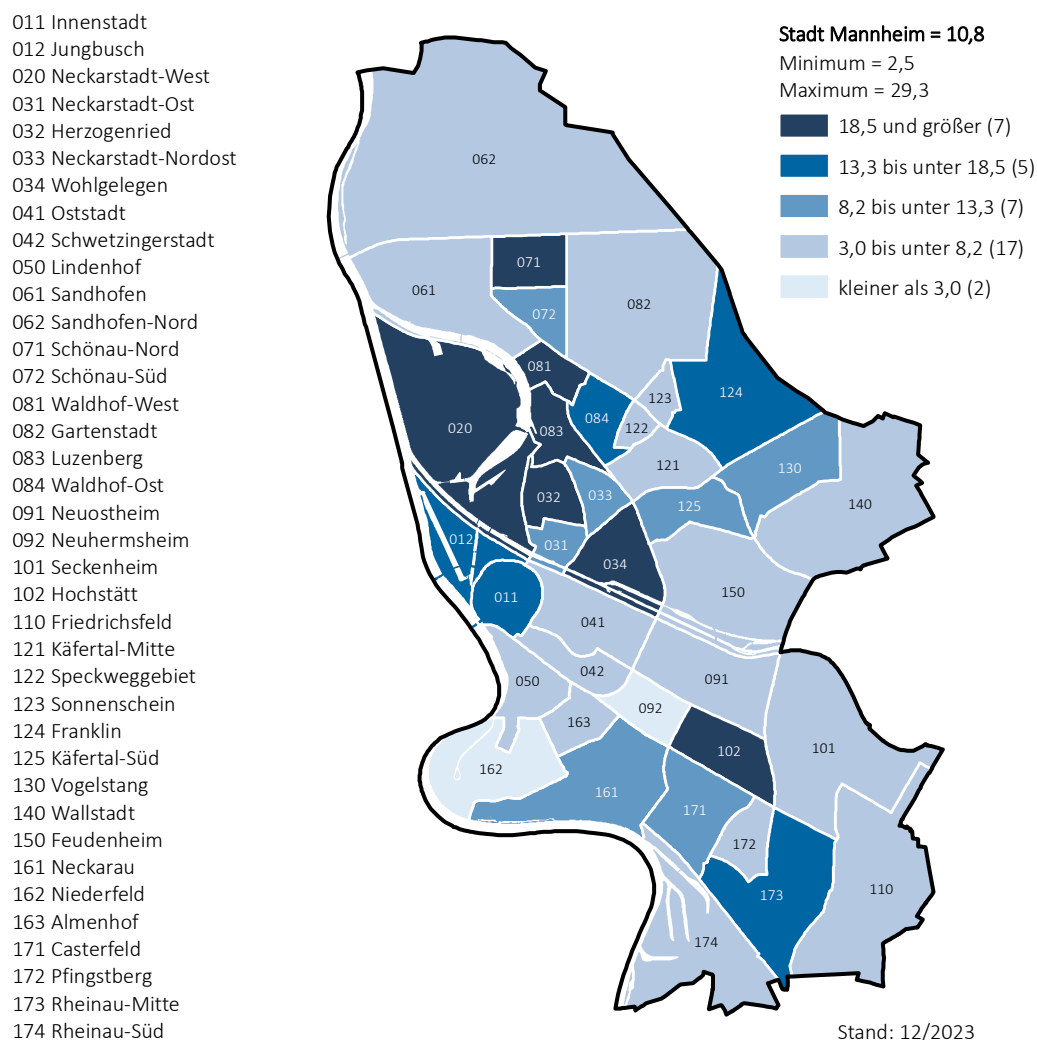 011 Innenstadt
012 Jungbusch
020 Neckarstadt-West
031 Neckarstadt-Ost
032 Herzogenried
033 Neckarstadt-Nordost
034 Wohlgelegen
041 Oststadt
042 Schwetzingerstadt
050 Lindenhof
061 Sandhofen
062 Sandhofen-Nord
071 Schönau-Nord
072 Schönau-Süd
081 Waldhof-West
082 Gartenstadt
083 Luzenberg
084 Waldhof-Ost
091 Neuostheim
092 Neuhermsheim
101 Seckenheim
102 Hochstätt
110 Friedrichsfeld
121 Käfertal-Mitte
122 Speckweggebiet
123 Sonnenschein
124 Franklin
125 Käfertal-Süd
130 Vogelstang
140 Wallstadt
150 Feudenheim
161 Neckarau
162 Niederfeld
163 Almenhof
171 Casterfeld
172 Pfingstberg
173 Rheinau-Mitte
174 Rheinau-Süd
Stadt Mannheim = 10,8
Minimum = 2,5
Maximum = 29,3
18,5 und größer (7)
13,3 bis unter 18,5 (5)
8,2 bis unter 13,3 (7)
3,0 bis unter 8,2 (17)
kleiner als 3,0 (2)
062
071
061
082
072
081
124
123
084
020
083
122
121
130
032
033
140
125
012
031
034
150
011
041
042
050
091
092
163
102
101
162
161
171
172
110
173
174
Stand: 12/2023